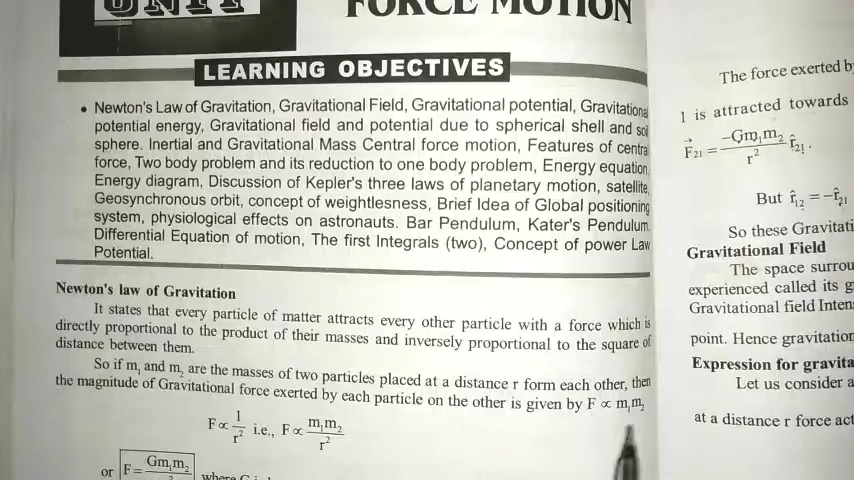 UNIT
FORCE MOTION
LEARNING OBJECTIVES
• Newton's Law of Gravitation, Gravitational Field, Gravitational potential, Gravitational
potential energy, Gravitational field and potential due to spherical shell and
sphere. Inertial and Gravitational Mass Central force motion, Features of central
force, Two body problem and its reduction to one body problem, Energy equation,
Energy diagram, Discussion of Kepler's three laws of planetary motion, satellite,
Geosynchronous orbit, concept of weightlesness, Brief Idea of Global positioning
system, physiological effects on astronauts. Bar Pendulum, Kater's Pendulum.
Differential Equation of motion, The first Integrals (two), Concept of power Law
Potential.
Newton's law of Gravitation
It states that every particle of matter attracts every other particle with a force which is
directly proportional to the product of their masses and inversely proportional to the square of
distance between them.
So if m₁ and m₂ are the masses of two particles placed at a distance r form each other, then
the magnitude of Gravitational force exerted by each particle on the other is given by F ∝ m₁m₂
F ∝ 1/r² i.e., F ∝ m₁m₂/r²
or F = Gm₁m₂/²
The force exerted b
1 is attracted towards
F⃗₂₁ = −Gm₁m₂/r² r̂₂₁.
But r̂₁₂ = −r̂₂₁
So these Gravitati
Gravitational Field
The space surrou
experienced called its g
Gravitational field Inten
point. Hence gravitation
Expression for gravita
Let us consider a
at a distance r force act